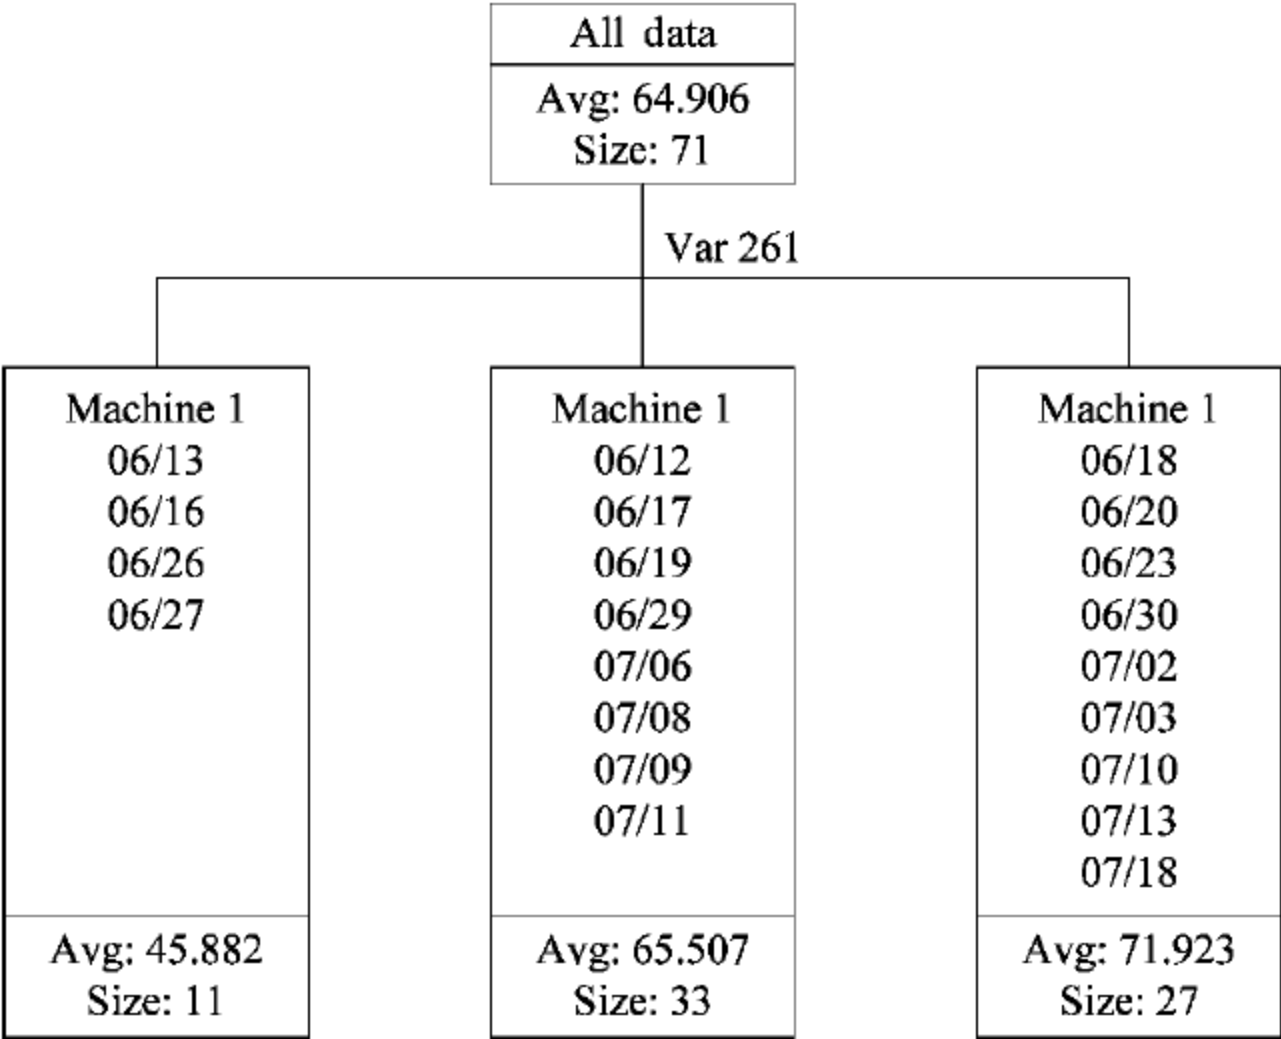 All data
Avg: 64.906
Size: 71
Var 261
Machine 1
06/13
06/16
06/26
06/27
Avg: 45.882
Size: 11
Machine 1
06/12
06/17
06/19
06/29
07/06
07/08
07/09
07/11
Avg: 65.507
Size: 33
Machine 1
06/18
06/20
06/23
06/30
07/02
07/03
07/10
07/13
07/18
Avg: 71.923
Size: 27